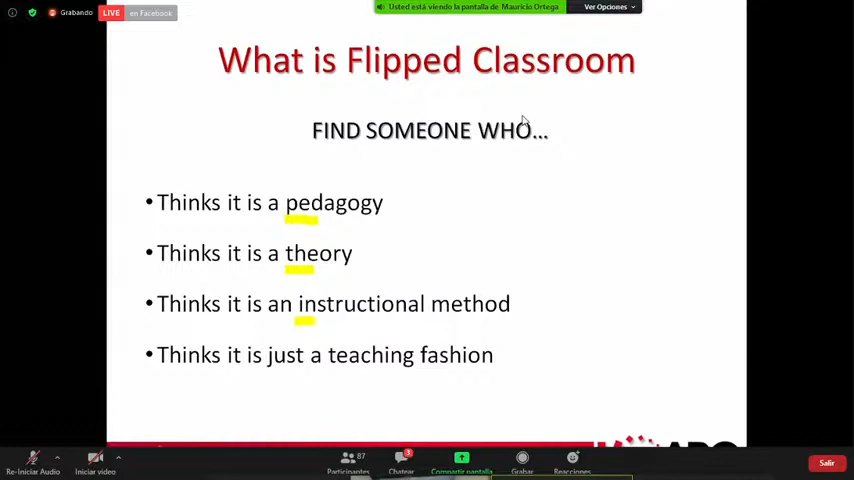 Grabando LIVE en Facebook
Usted está viendo la pantalla de Mauricio Ortega Ver Opciones
What is Flipped Classroom
FIND SOMEONE WHO...
•Thinks it is a pedagogy
•Thinks it is a theory
•Thinks it is an instructional method
•Thinks it is just a teaching fashion
87 3
Re-Iniciar Audio Iniciar video Participantes Chatear Compartir pantalla Grabar Reacciones Salir